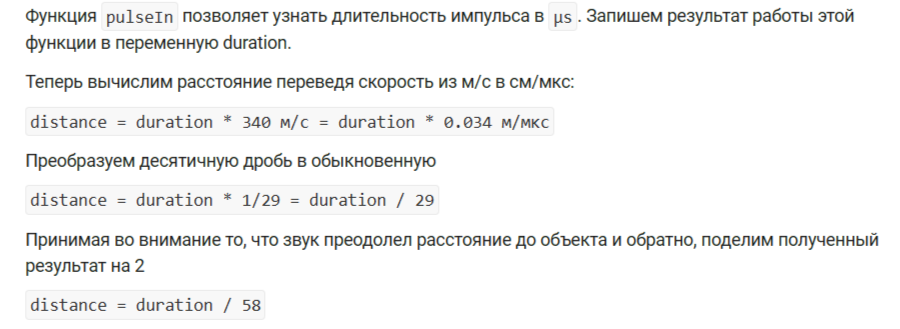 Функция pulseIn позволяет узнать длительность импульса в µs. Запишем результат работы этой
функции в переменную duration.
Теперь вычислим расстояние переведя скорость из м/с в см/мкс:
distance = duration * 340 м/с = duration * 0.034 м/мкс
Преобразуем десятичную дробь в обыкновенную
distance = duration * 1/29 = duration / 29
Принимая во внимание то, что звук преодолел расстояние до объекта и обратно, поделим полученный
результат на 2
distance = duration / 58